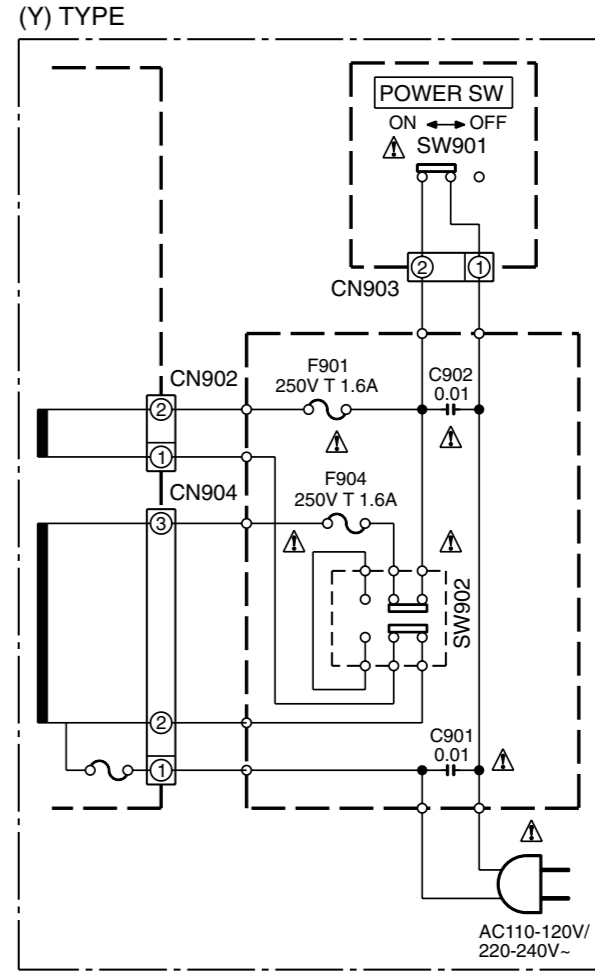 (Y) TYPE
POWER SW
ON ↔ OFF
⚠ SW901
2 1
CN903
CN902
F901
250V T 1.6A
C902
0.01
2
⚠
⚠
1
CN904
F904
250V T 1.6A
3
⚠
⚠
SW902
2
C901
0.01
1
⚠
⚠
AC110-120V/
220-240V~